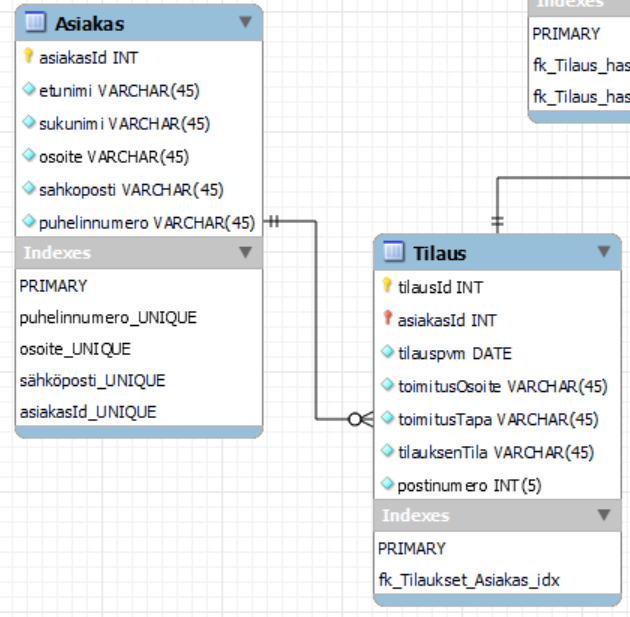 Asiakas
asiakasId INT
etunimi VARCHAR(45)
sukunimi VARCHAR(45)
osoite VARCHAR(45)
sahkoposti VARCHAR(45)
puhelinnumero VARCHAR(45)
Indexes
PRIMARY
puhelinnumero_UNIQUE
osoite_UNIQUE
sähköposti_UNIQUE
asiakasId_UNIQUE
Indexes
PRIMARY
fk_Tilaus_has
fk_Tilaus_has
Tilaus
tilausId INT
asiakasId INT
tilauspvm DATE
toimitusOsoite VARCHAR(45)
toimitusTapa VARCHAR(45)
tilauksenTila VARCHAR(45)
postinumero INT(5)
Indexes
PRIMARY
fk_Tilaukset_Asiakas_idx